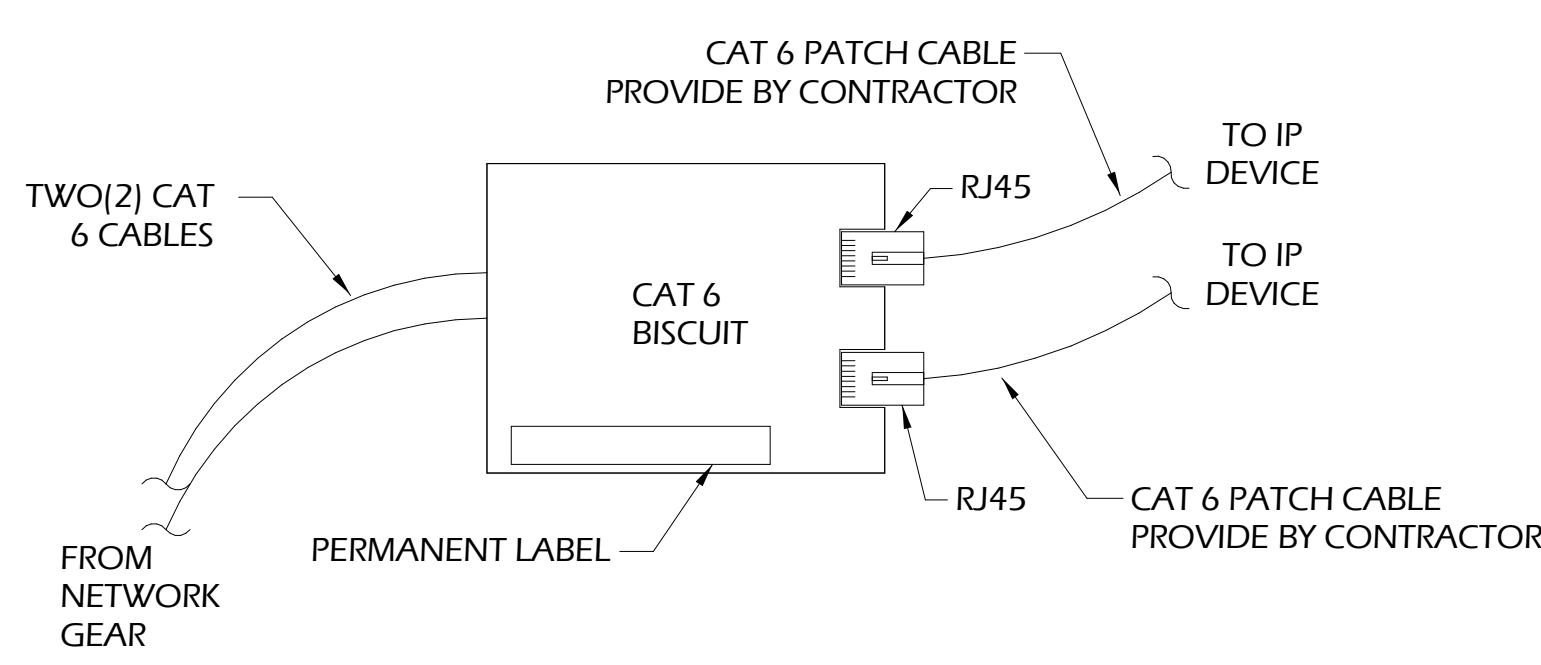 CAT 6 PATCH CABLE
PROVIDE BY CONTRACTOR
TO IP
DEVICE
TWO(2) CAT
6 CABLES
RJ45
TO IP
DEVICE
CAT 6
BISCUIT
RJ45
CAT 6 PATCH CABLE
PROVIDE BY CONTRACTOR
PERMANENT LABEL
FROM
NETWORK
GEAR